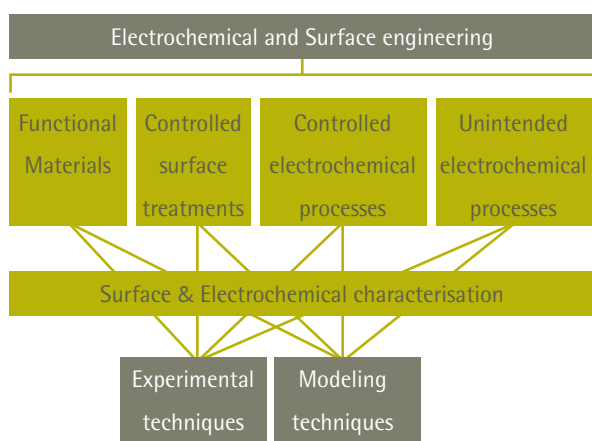 Electrochemical and Surface engineering
Functional
Materials
Controlled
surface
treatments
Controlled
electrochemical
processes
Unintended
electrochemical
processes
Surface & Electrochemical characterisation
Experimental
techniques
Modeling
techniques